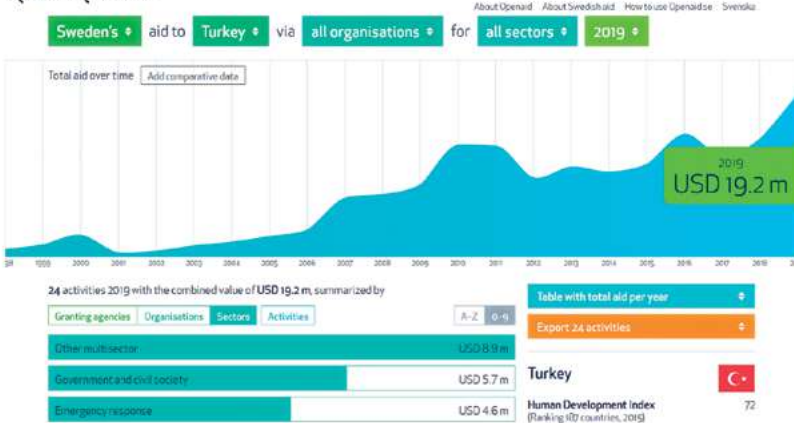 About Openaid About Swedish aid How to use Openaid.se Svenska
Sweden's aid to Turkey via all organisations for all sectors 2019
Total aid over time Add comparative data
2019
USD 19.2 m
1999 2000 2001 2002 2003 2004 2005 2006 2007 2008 2009 2010 2011 2012 2013 2014 2015 2016 2017 2018
24 activities 2019 with the combined value of USD 19.2 m, summarized by
Granting agencies Organisations Sectors Activities A-Z 0-9
Other multisector USD 8.9 m
Government and civil society USD 5.7 m
Emergency response USD 4.6 m
Table with total aid per year
Export 24 activities
Turkey
Human Development Index 72
(Ranking 187 countries, 2015)